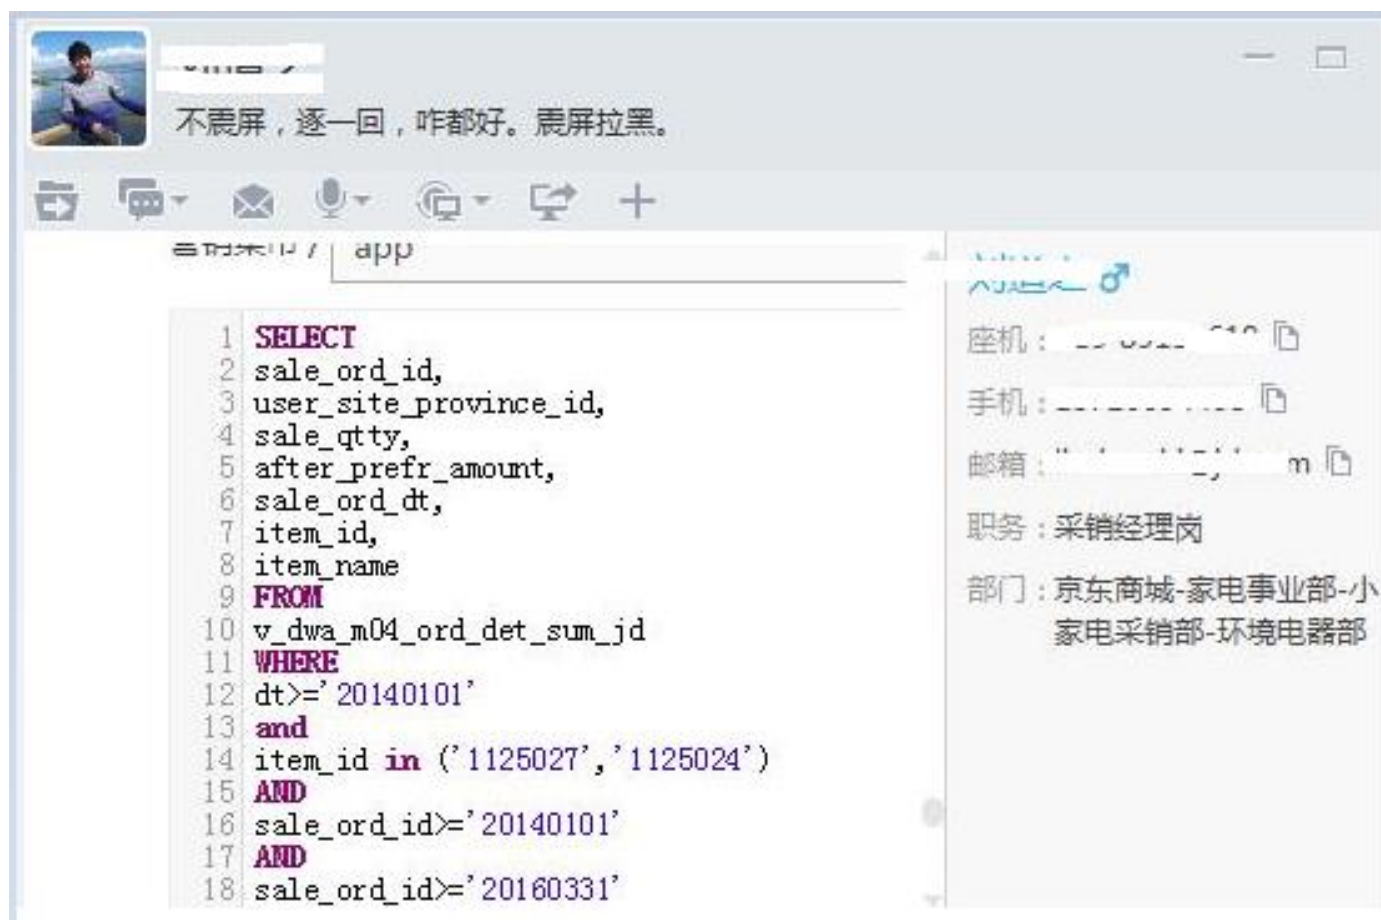 不震屏，逐一回，咋都好。震屏拉黑。
app
1 SELECT
2 sale_ord_id,
3 user_site_province_id,
4 sale_qtty,
5 after_prefr_amount,
6 sale_ord_dt,
7 item_id,
8 item_name
9 FROM
10 v_dwa_m04_ord_det_sum_jd
11 WHERE
12 dt>='20140101'
13 and
14 item_id in ('1125027','1125024')
15 AND
16 sale_ord_id>='20140101'
17 AND
18 sale_ord_id>='20160331'
座机：
手机：
邮箱： m
职务：采销经理岗
部门：京东商城-家电事业部-小
家电采销部-环境电器部